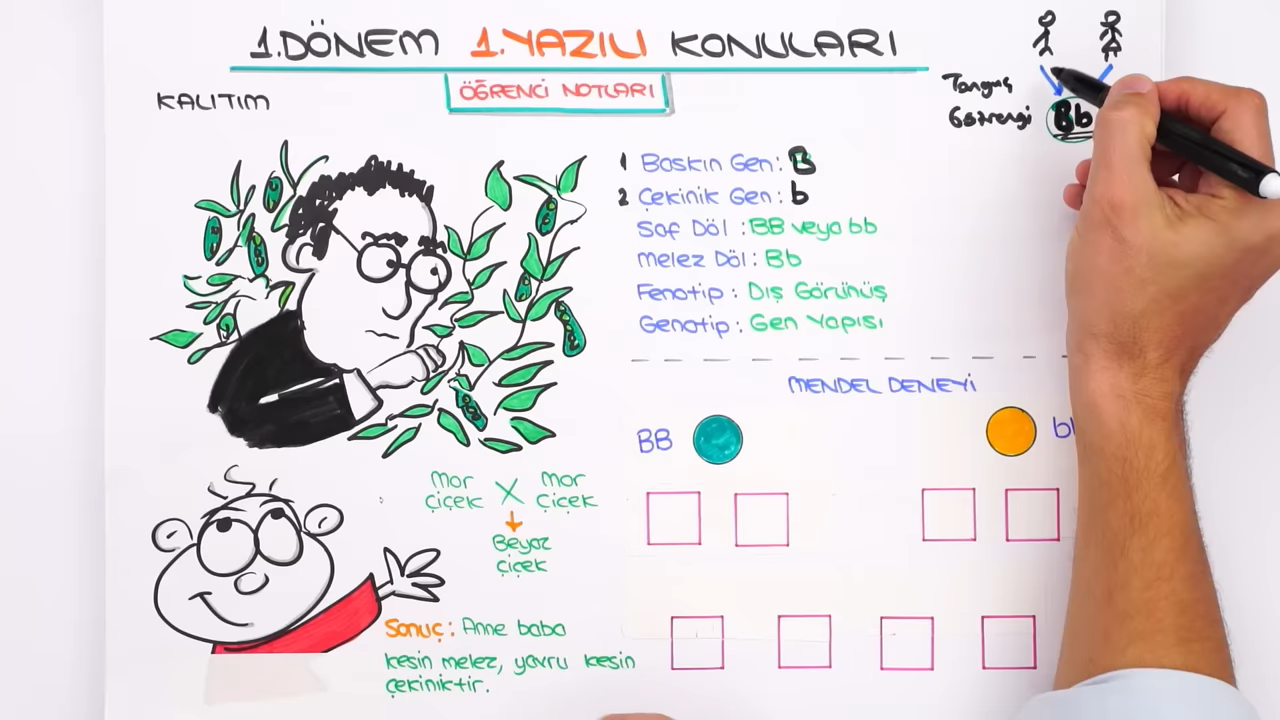 1.DÖNEM 1.YAZILI KONULARI
ÖĞRENCİ NOTLARI
KALITIM
Göz rengi
Bb
1 Baskın Gen: B
2 Çekinik Gen: b
Saf Döl : BB veya bb
Melez Döl: Bb
Fenotip : Dış Görünüş
Genotip : Gen Yapısı
MENDEL DENEYİ
BB
Mor çiçek X Mor çiçek
Beyaz çiçek
Sonuç: Anne baba
kesin melez, yavru kesin
çekiniktir.